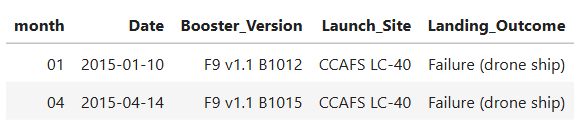 month Date Booster_Version Launch_Site Landing_Outcome
01 2015-01-10 F9 v1.1 B1012 CCAFS LC-40 Failure (drone ship)
04 2015-04-14 F9 v1.1 B1015 CCAFS LC-40 Failure (drone ship)